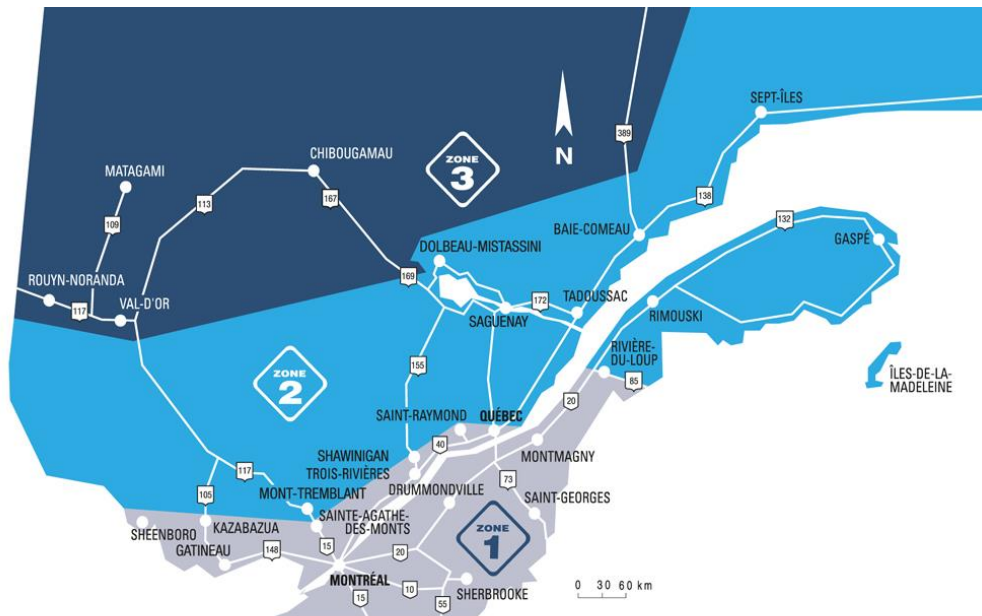 SEPT-ÎLES
389
N
CHIBOUGAMAU
ZONE
3
MATAGAMI
167
138
113
109
132
BAIE-COMEAU
GASPÉ
DOLBEAU-MISTASSINI
ROUYN-NORANDA
169
VAL-D'OR
117
172
TADOUSSAC
SAGUENAY
RIMOUSKI
RIVIÈRE-
DU-LOUP
155
85
ÎLES-DE-LA-
MADELEINE
ZONE
2
20
SAINT-RAYMOND
QUÉBEC
40
SHAWINIGAN
TROIS-RIVIÈRES
MONTMAGNY
117
73
DRUMMONDVILLE
105
MONT-TREMBLANT
SAINT-GEORGES
SAINTE-AGATHE-
DES-MONTS
KAZABAZUA
SHEENBORO
ZONE
1
GATINEAU
148
15
20
MONTRÉAL
10
SHERBROOKE
0 30 60 km
15
55